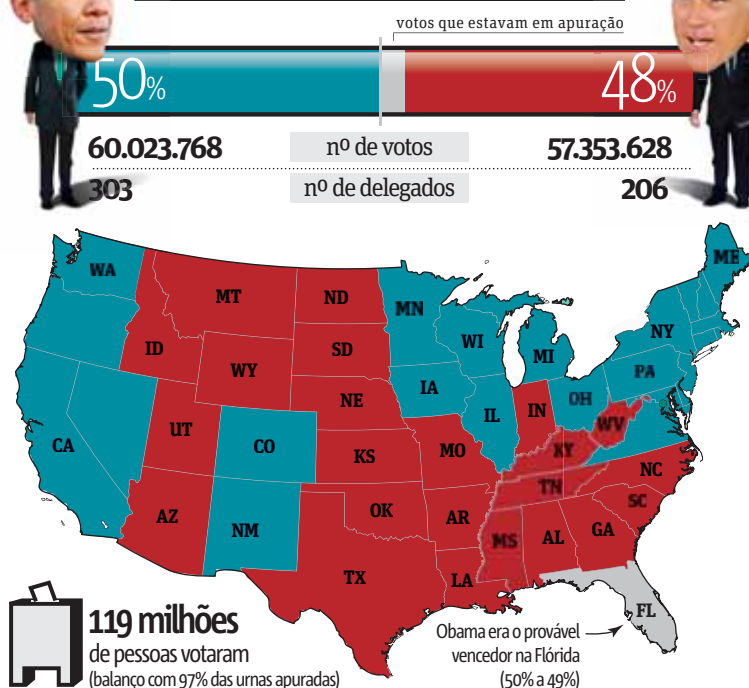 votos que estavam em apuração
50% 48%
60.023.768 nº de votos 57.353.628
303 nº de delegados 206
WA
ME
MT
ND
MN
NY
ID
SD
WI
MI
WY
PA
IA
NE
OH
IL
IN
WV
UT
CO
CA
KS
MO
KY
NC
TN
SC
AZ
NM
OK
AR
MS
AL
GA
TX
LA
FL
119 milhões
de pessoas votaram
(balanço com 97% das urnas apuradas)
Obama era o provável
vencedor na Flórida
(50% a 49%)